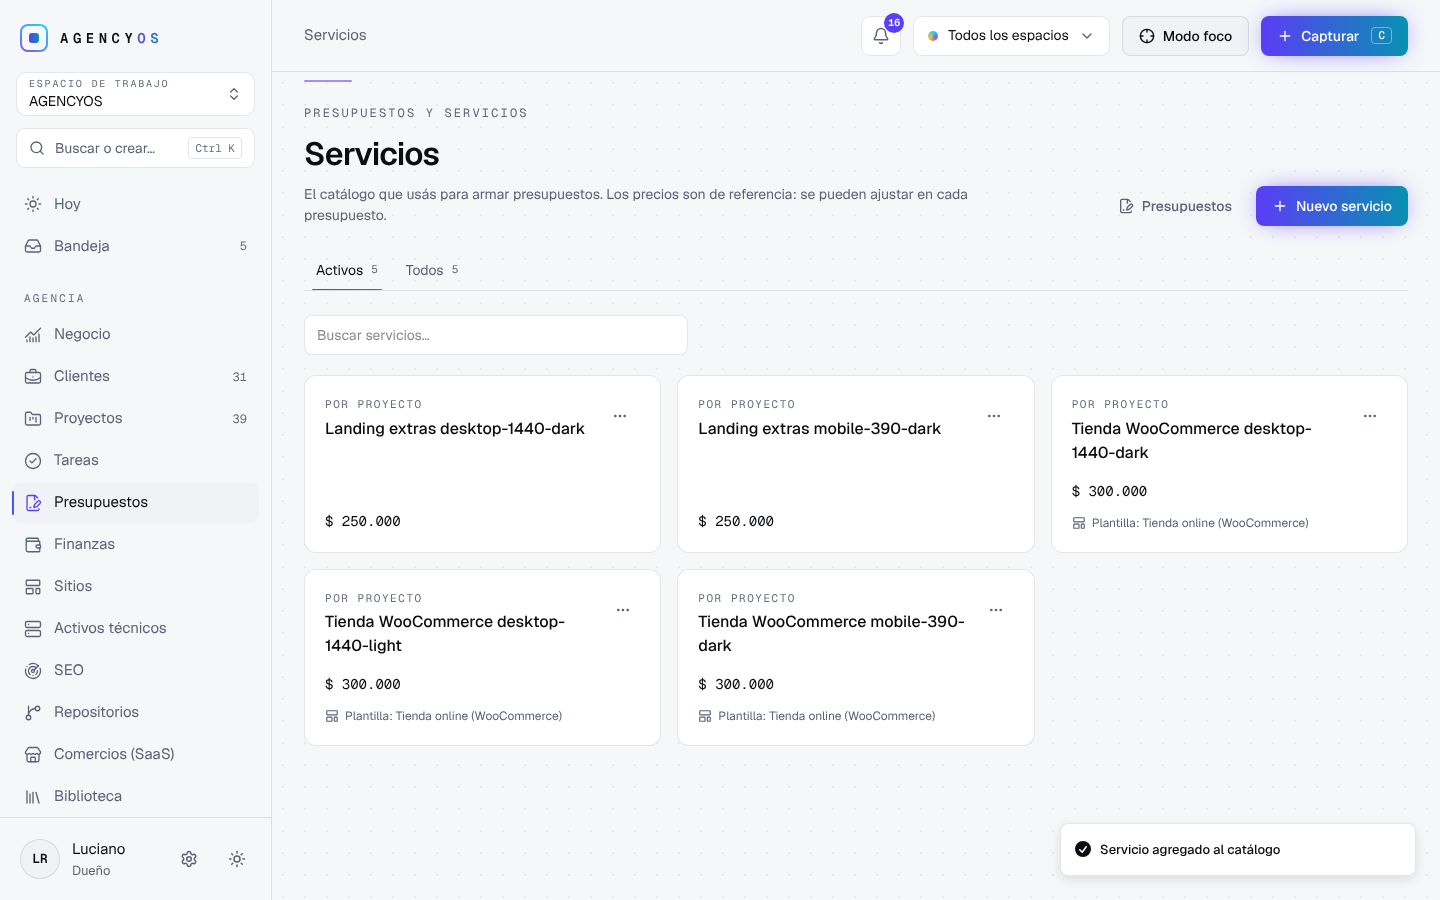 AGENCYOS
ESPACIO DE TRABAJO
AGENCYOS
Buscar o crear... Ctrl K
Hoy
Bandeja 5
AGENCIA
Negocio
Clientes 31
Proyectos 39
Tareas
Presupuestos
Finanzas
Sitios
Activos técnicos
SEO
Repositorios
Comercios (SaaS)
Biblioteca
LR
Luciano
Dueño
Servicios
16
Todos los espacios
Modo foco
Capturar C
PRESUPUESTOS Y SERVICIOS
Servicios
El catálogo que usás para armar presupuestos. Los precios son de referencia: se pueden ajustar en cada
presupuesto.
Presupuestos
Nuevo servicio
Activos 5
Todos 5
Buscar servicios...
POR PROYECTO
Landing extras desktop-1440-dark
$ 250.000
POR PROYECTO
Landing extras mobile-390-dark
$ 250.000
POR PROYECTO
Tienda WooCommerce desktop-
1440-dark
$ 300.000
Plantilla: Tienda online (WooCommerce)
POR PROYECTO
Tienda WooCommerce desktop-
1440-light
$ 300.000
Plantilla: Tienda online (WooCommerce)
POR PROYECTO
Tienda WooCommerce mobile-390-
dark
$ 300.000
Plantilla: Tienda online (WooCommerce)
Servicio agregado al catálogo